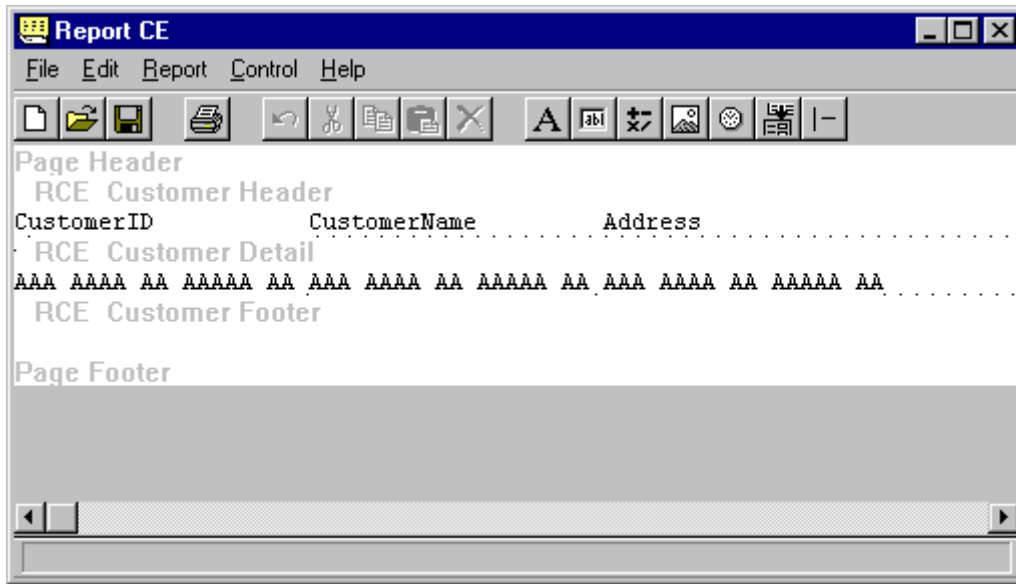 Report CE
File Edit Report Control Help
A abl
Page Header
RCE Customer Header
CustomerID CustomerName Address
RCE Customer Detail
AAA AAAA AA AAAAA AA AAA AAAA AA AAAAA AA AAA AAAA AA AAAAA AA
RCE Customer Footer
Page Footer